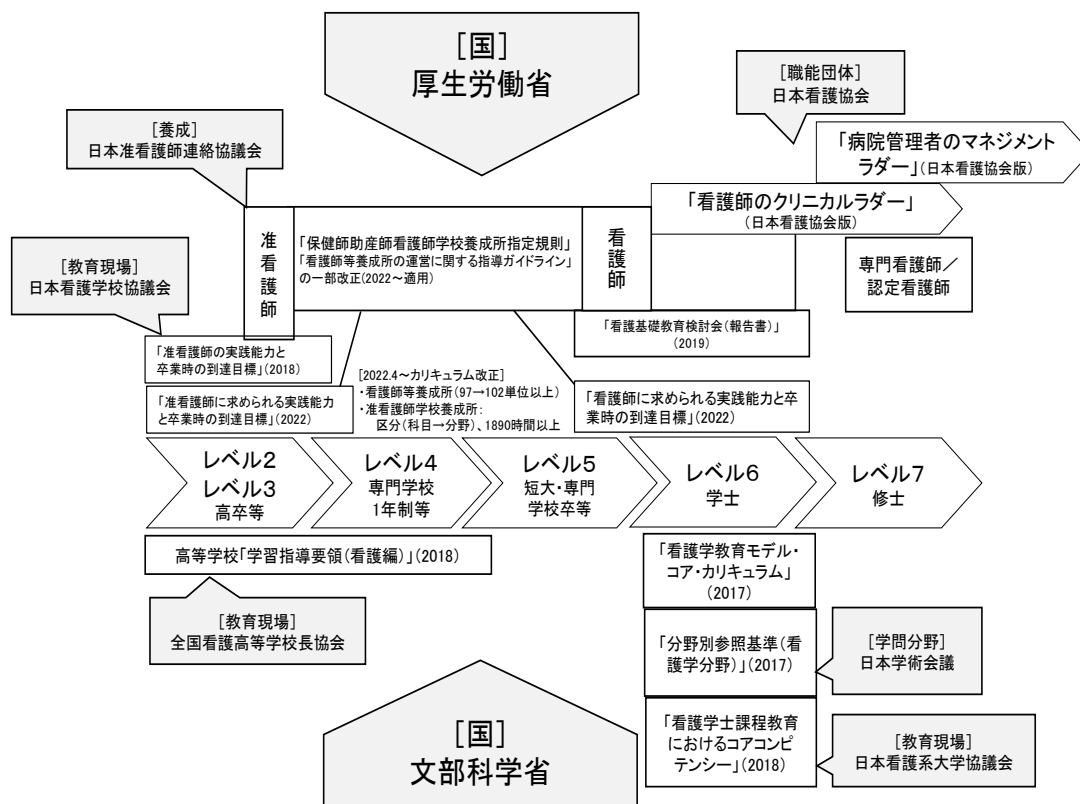 [国]
厚生労働省
[職能団体]
日本看護協会
[養成]
日本准看護師連絡協議会
「病院管理者のマネジメント
ラダー」(日本看護協会版)
「看護師のクリニカルラダー」
(日本看護協会版)
准看護師
「保健師助産師看護師学校養成所指定規則」
「看護師等養成所の運営に関する指導ガイドライン」
の一部改正(2022～適用)
看護師
専門看護師／
認定看護師
[教育現場]
日本看護学校協議会
「看護基礎教育検討会(報告書)」
(2019)
「准看護師の実践能力と
卒業時の到達目標」(2018)
「准看護師に求められる実践能力
と卒業時の到達目標」(2022)
[2022.4～カリキュラム改正]
・看護師等養成所(97→102単位以上)
・准看護師学校養成所：
区分(科目→分野)、1890時間以上
「看護師に求められる実践能力と卒
業時の到達目標」(2022)
レベル2
レベル3
高卒等
レベル4
専門学校
1年制等
レベル5
短大・専門
学校卒等
レベル6
学士
レベル7
修士
高等学校「学習指導要領(看護編)」(2018)
[教育現場]
全国看護高等学校長協会
「看護学教育モデル・
コア・カリキュラム」
(2017)
「分野別参照基準(看
護学分野)」(2017)
[学問分野]
日本学術会議
「看護学士課程教育
におけるコアコンピ
テンシー」(2018)
[教育現場]
日本看護系大学協議会
[国]
文部科学省